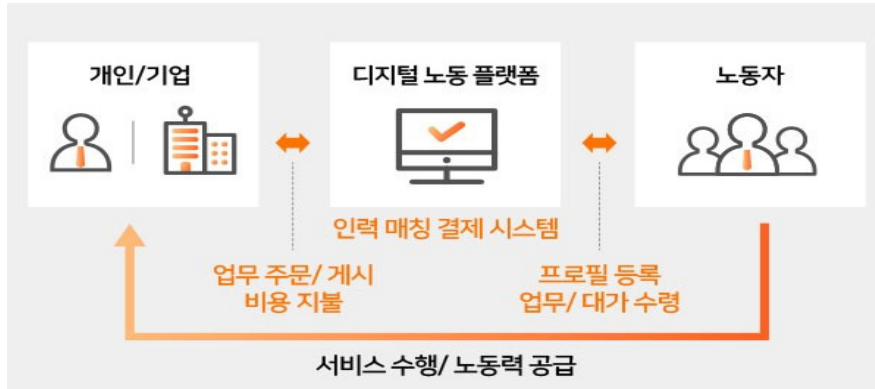 개인/기업
디지털 노동 플랫폼
노동자
인력 매칭 결제 시스템
업무 주문/ 게시
비용 지불
프로필 등록
업무/ 대가 수령
서비스 수행/ 노동력 공급